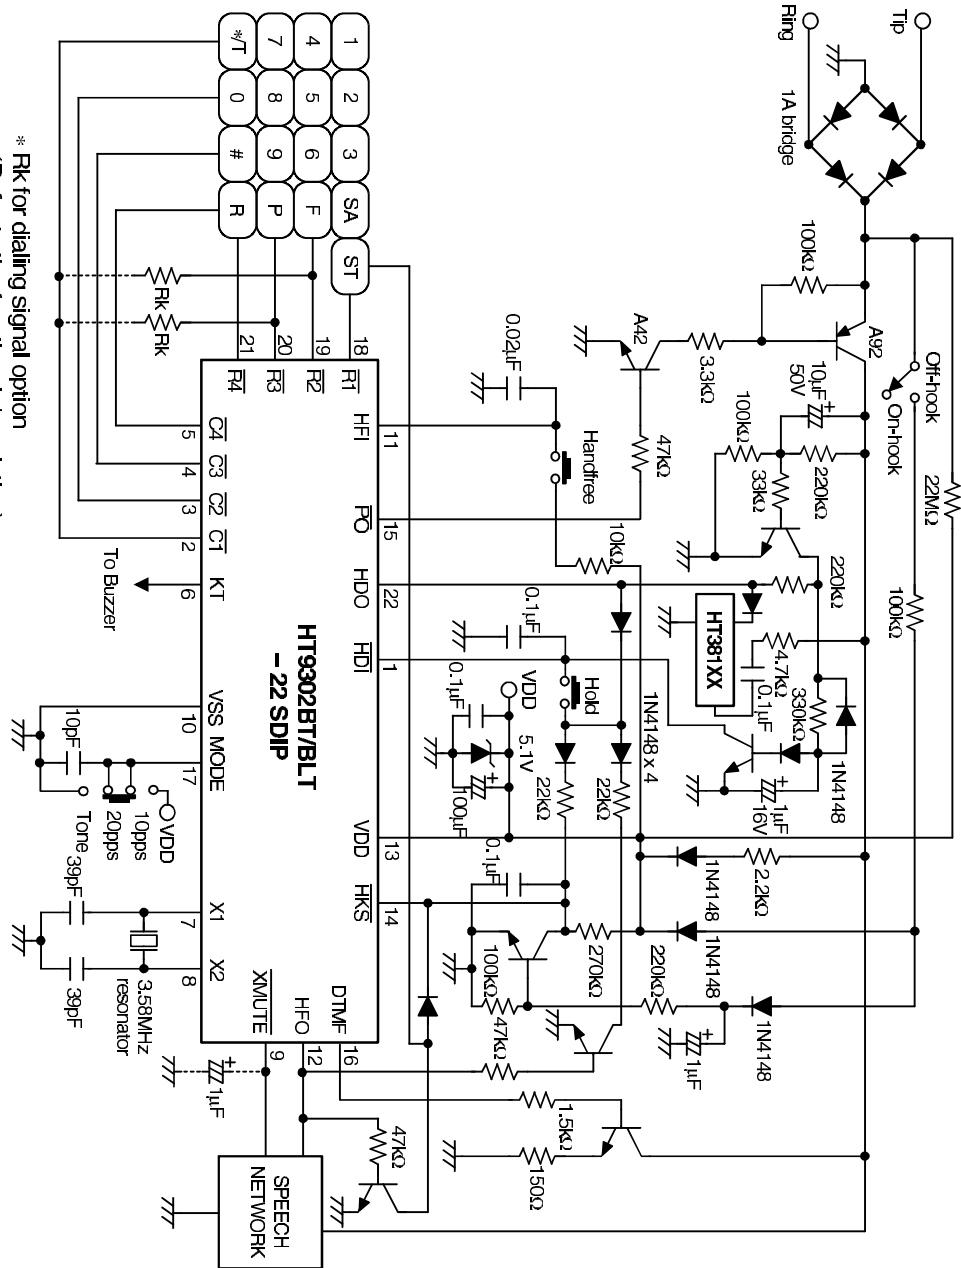 Tip
Ring
1A bridge
Off-hook
On-hook
22MΩ
100kΩ
A92
100kΩ
3.3kΩ
A42
47kΩ
10μF
50V
220kΩ
100kΩ
33kΩ
220kΩ
4.7kΩ
0.1μF
HT381XX
330kΩ
1N4148
1μF
16V
0.02μF
Handfree
10kΩ
0.1μF
Hold
1N4148 x 4
22kΩ
22kΩ
VDD
0.1μF
5.1V
100μF
0.1μF
2.2kΩ
1N4148
1N4148
1N4148
270kΩ
220kΩ
100kΩ
47kΩ
1μF
1.5kΩ
150Ω
47kΩ
1 2 3 SA ST
4 5 6 F
7 8 9 P
*/T 0 # R
Rk
Rk
18 R1
19 R2
20 R3
21 R4
11 HFI
15 PO
22 HDO
1 HDI
13 VDD
14 HKS
16 DTMF
12 HFO
9 XMUTE
5 C4
4 C3
3 C2
2 C1
6 KT
10 VSS
17 MODE
7 X1
8 X2
HT9302BT/BLT
– 22 SDIP
To Buzzer
10pF
VDD
10pps
20pps
Tone
39pF
39pF
3.58MHz
resonator
1μF
SPEECH
NETWORK
* Rk for dialing signal option